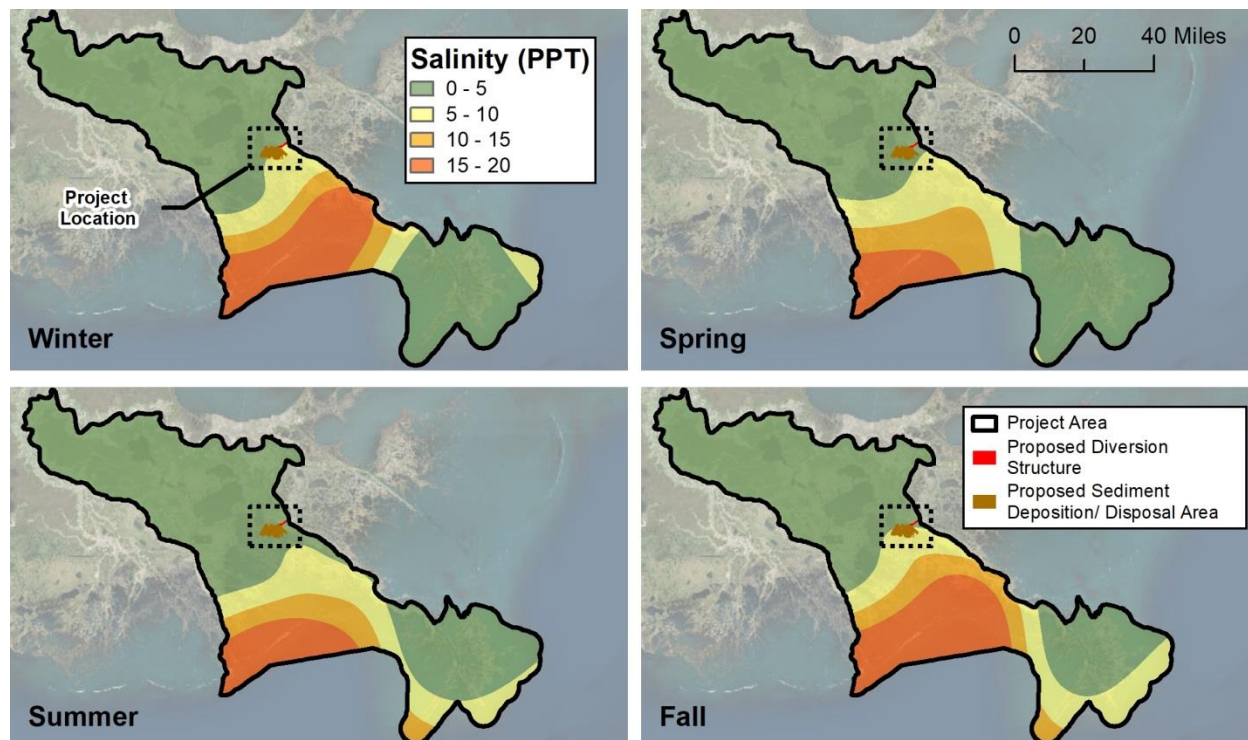 Salinity (PPT)
0 - 5
5 - 10
10 - 15
15 - 20
Project
Location
Winter
0 20 40 Miles
Spring
Summer
Project Area
Proposed Diversion
Structure
Proposed Sediment
Deposition/ Disposal Area
Fall